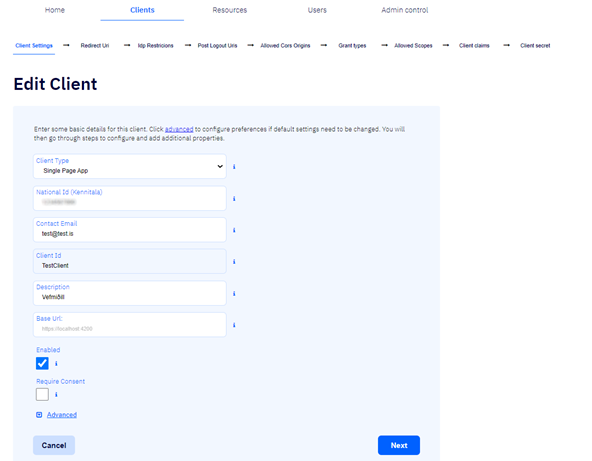 Home Clients Resources Users Admin control
Client Settings → Redirect Uri → Idp Restricions → Post Logout Uris → Allowed Cors Origins → Grant types → Allowed Scopes → Client claims → Client secret
Edit Client
Enter some basic details for this client. Click advanced to configure preferences if default settings need to be changed. You will
then go through steps to configure and add additional properties.
Client Type
Single Page App
National Id (Kennitala)
Contact Email
test@test.is
Client Id
TestClient
Description
Vefmiðill
Base Url:
https://localhost:4200
Enabled
Require Consent
Advanced
Cancel Next